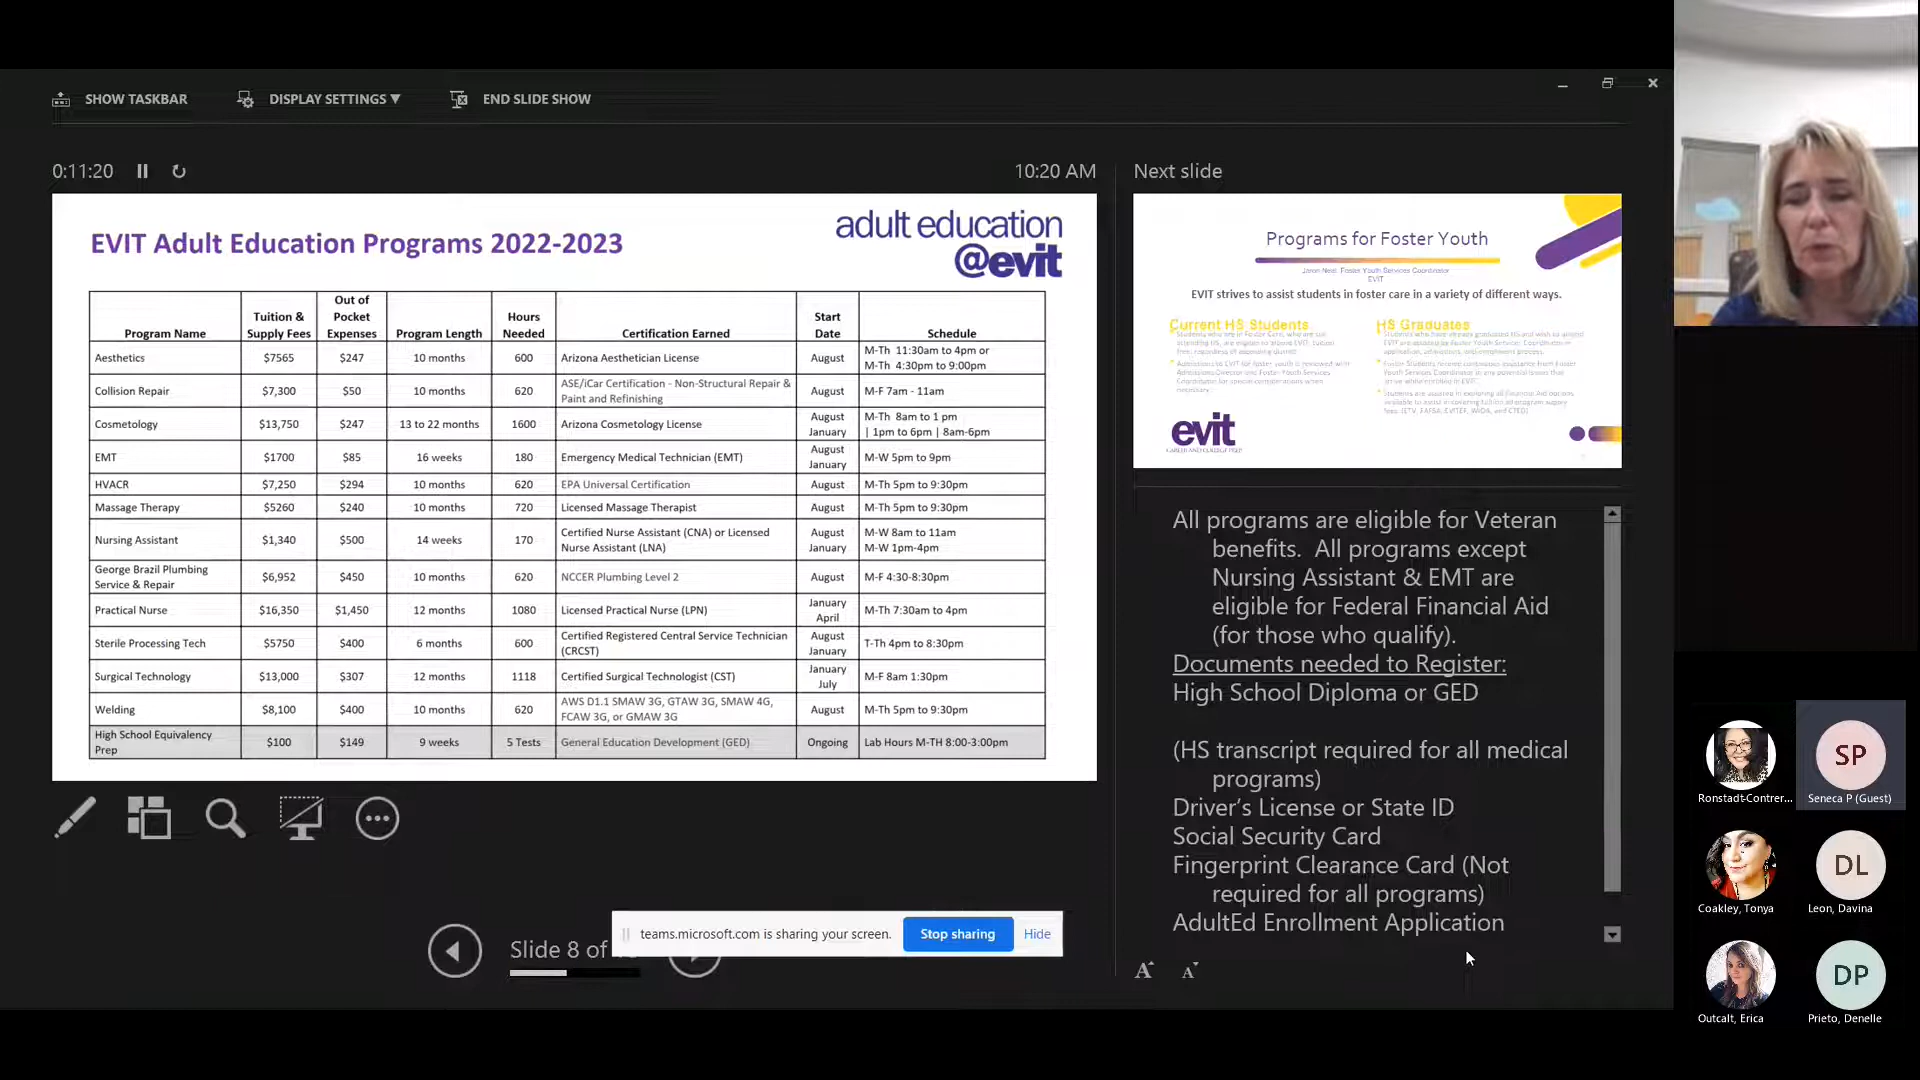 SHOW TASKBAR
DISPLAY SETTINGS ▼
END SLIDE SHOW
0:11:20
10:20 AM
Next slide
EVIT Adult Education Programs 2022-2023
adult education
@evit
Program Name Tuition & Supply Fees Out of Pocket Expenses Program Length Hours Needed Certification Earned Start Date Schedule
Aesthetics $7565 $247 10 months 600 Arizona Aesthetician License August M-Th 11:30am to 4pm or M-Th 4:30pm to 9:00pm
Collision Repair $7,300 $50 10 months 620 ASE/iCar Certification - Non-Structural Repair & Paint and Refinishing August M-F 7am - 11am
Cosmetology $13,750 $247 13 to 22 months 1600 Arizona Cosmetology License August January M-Th 8am to 1 pm | 1pm to 6pm | 8am-6pm
EMT $1700 $85 16 weeks 180 Emergency Medical Technician (EMT) August January M-W 5pm to 9pm
HVACR $7,250 $294 10 months 620 EPA Universal Certification August M-Th 5pm to 9:30pm
Massage Therapy $5260 $240 10 months 720 Licensed Massage Therapist August M-Th 5pm to 9:30pm
Nursing Assistant $1,340 $500 14 weeks 170 Certified Nurse Assistant (CNA) or Licensed Nurse Assistant (LNA) August January M-W 8am to 11am M-W 1pm-4pm
George Brazil Plumbing Service & Repair $6,952 $450 10 months 620 NCCER Plumbing Level 2 August M-F 4:30-8:30pm
Practical Nurse $16,350 $1,450 12 months 1080 Licensed Practical Nurse (LPN) January April M-Th 7:30am to 4pm
Sterile Processing Tech $5750 $400 6 months 600 Certified Registered Central Service Technician (CRCST) August January T-Th 4pm to 8:30pm
Surgical Technology $13,000 $307 12 months 1118 Certified Surgical Technologist (CST) January July M-F 8am 1:30pm
Welding $8,100 $400 10 months 620 AWS D1.1 SMAW 3G, GTAW 3G, SMAW 4G, FCAW 3G, or GMAW 3G August M-Th 5pm to 9:30pm
High School Equivalency Prep $100 $149 9 weeks 5 Tests General Education Development (GED) Ongoing Lab Hours M-TH 8:00-3:00pm
Programs for Foster Youth
EVIT
EVIT strives to assist students in foster care in a variety of different ways.
Current HS Students
HS Graduates
evit
CAREER AND COLLEGE PREP
All programs are eligible for Veteran
benefits. All programs except
Nursing Assistant & EMT are
eligible for Federal Financial Aid
(for those who qualify).
Documents needed to Register:
High School Diploma or GED
(HS transcript required for all medical
programs)
Driver's License or State ID
Social Security Card
Fingerprint Clearance Card (Not
required for all programs)
AdultEd Enrollment Application
Slide 8 of
teams.microsoft.com is sharing your screen.
Stop sharing
Hide
A A
SP
Ronstadt-Contrer...
Seneca P (Guest)
DL
Coakley, Tonya
Leon, Davina
DP
Outcalt, Erica
Prieto, Denelle